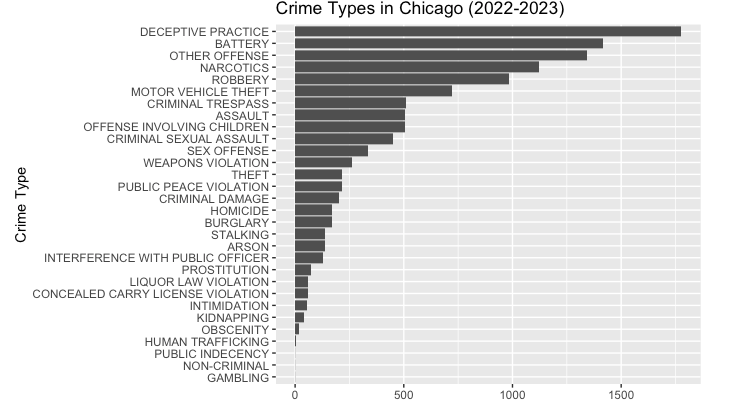 Crime Types in Chicago (2022-2023)
DECEPTIVE PRACTICE
BATTERY
OTHER OFFENSE
NARCOTICS
ROBBERY
MOTOR VEHICLE THEFT
CRIMINAL TRESPASS
ASSAULT
OFFENSE INVOLVING CHILDREN
CRIMINAL SEXUAL ASSAULT
SEX OFFENSE
WEAPONS VIOLATION
THEFT
PUBLIC PEACE VIOLATION
CRIMINAL DAMAGE
HOMICIDE
BURGLARY
STALKING
ARSON
INTERFERENCE WITH PUBLIC OFFICER
PROSTITUTION
LIQUOR LAW VIOLATION
CONCEALED CARRY LICENSE VIOLATION
INTIMIDATION
KIDNAPPING
OBSCENITY
HUMAN TRAFFICKING
PUBLIC INDECENCY
NON-CRIMINAL
GAMBLING
Crime Type
0 500 1000 1500